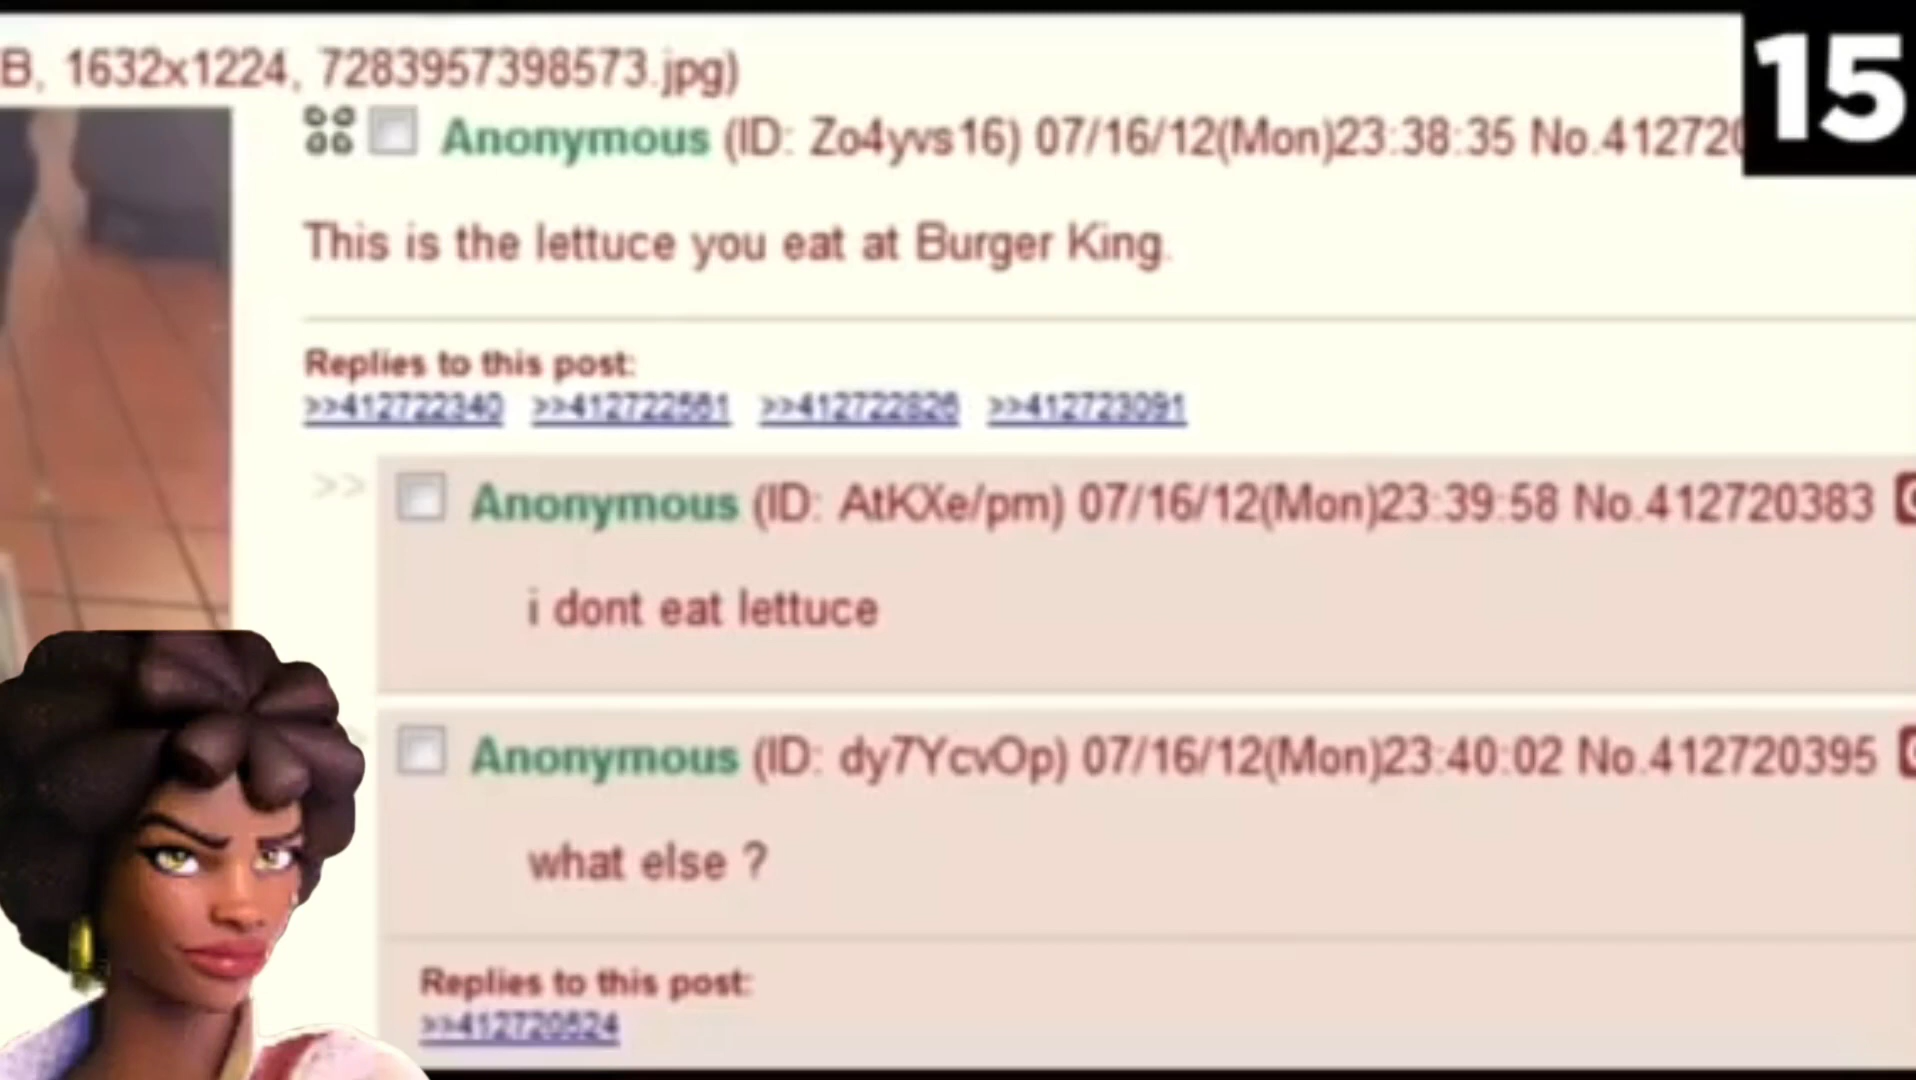 B, 1632x1224, 7283957398573.jpg)
15
Anonymous (ID: Zo4yvs16) 07/16/12(Mon)23:38:35 No.412720
This is the lettuce you eat at Burger King.
Replies to this post:
>>412722340 >>412722561 >>412722826 >>412723091
>>
Anonymous (ID: AtKXe/pm) 07/16/12(Mon)23:39:58 No.412720383
i dont eat lettuce
Anonymous (ID: dy7YcvOp) 07/16/12(Mon)23:40:02 No.412720395
what else ?
Replies to this post:
>>412720524